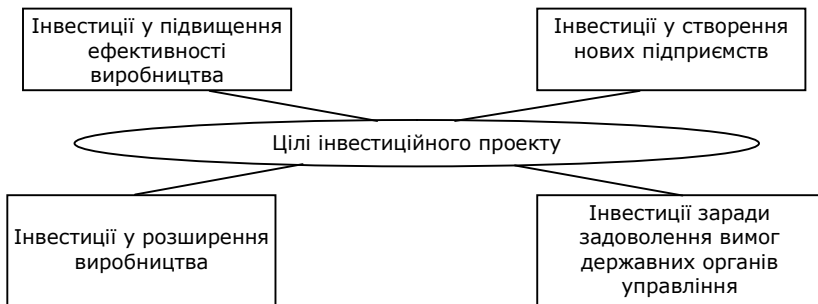 Інвестиції у підвищення
ефективності
виробництва
Інвестиції у створення
нових підприємств
Цілі інвестиційного проекту
Інвестиції у розширення
виробництва
Інвестиції заради
задоволення вимог
державних органів
управління